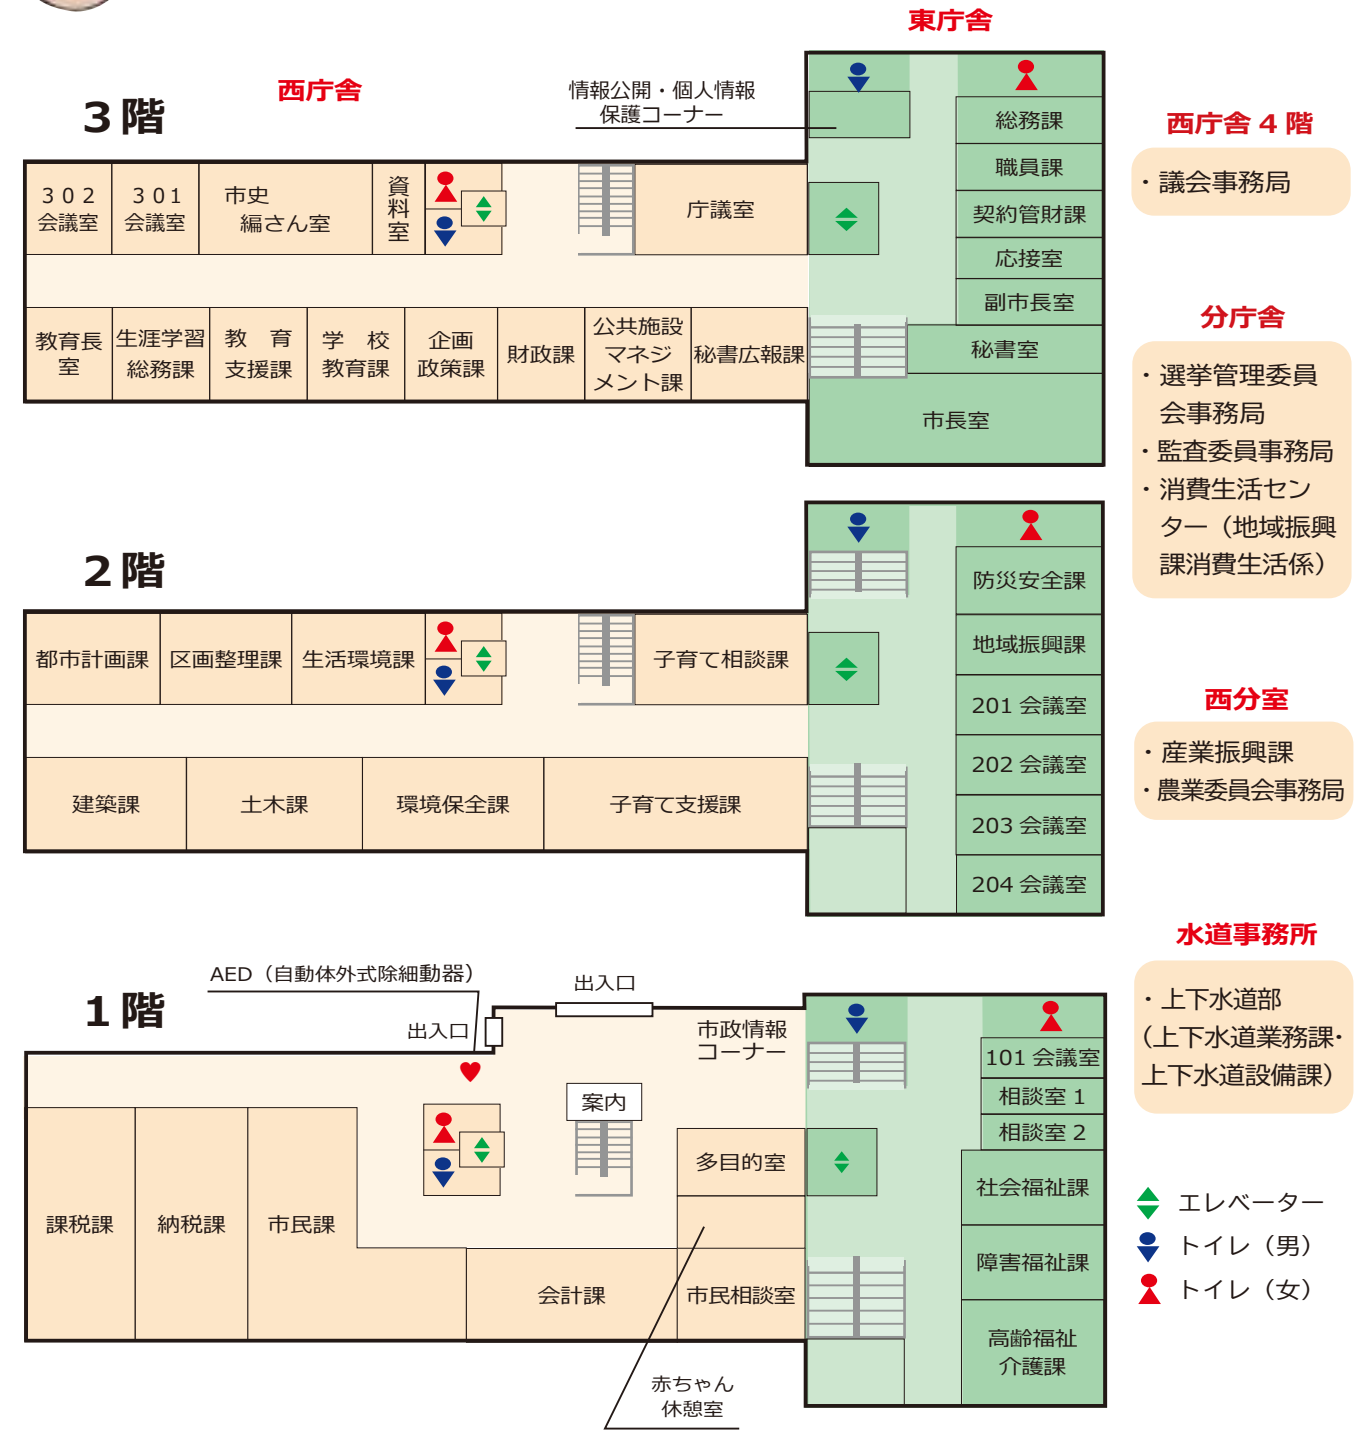 東庁舎
西庁舎
3階
情報公開・個人情報
保護コーナー
302
会議室
301
会議室
市史
編さん室
資料室
庁議室
総務課
職員課
契約管財課
応接室
副市長室
秘書室
市長室
教育長
室
生涯学習
総務課
教 育
支援課
学 校
教育課
企画
政策課
財政課
公共施設
マネジ
メント課
秘書広報課
西庁舎4階
・議会事務局
分庁舎
・選挙管理委員
会事務局
・監査委員事務局
・消費生活セン
ター（地域振興
課消費生活係）
2階
都市計画課
区画整理課
生活環境課
子育て相談課
防災安全課
地域振興課
201会議室
202会議室
203会議室
204会議室
建築課
土木課
環境保全課
子育て支援課
西分室
・産業振興課
・農業委員会事務局
1階
AED（自動体外式除細動器）
出入口
出入口
市政情報
コーナー
案内
多目的室
101会議室
相談室1
相談室2
社会福祉課
障害福祉課
高齢福祉
介護課
課税課
納税課
市民課
会計課
市民相談室
赤ちゃん
休憩室
水道事務所
・上下水道部
（上下水道業務課・
上下水道設備課）
エレベーター
トイレ（男）
トイレ（女）